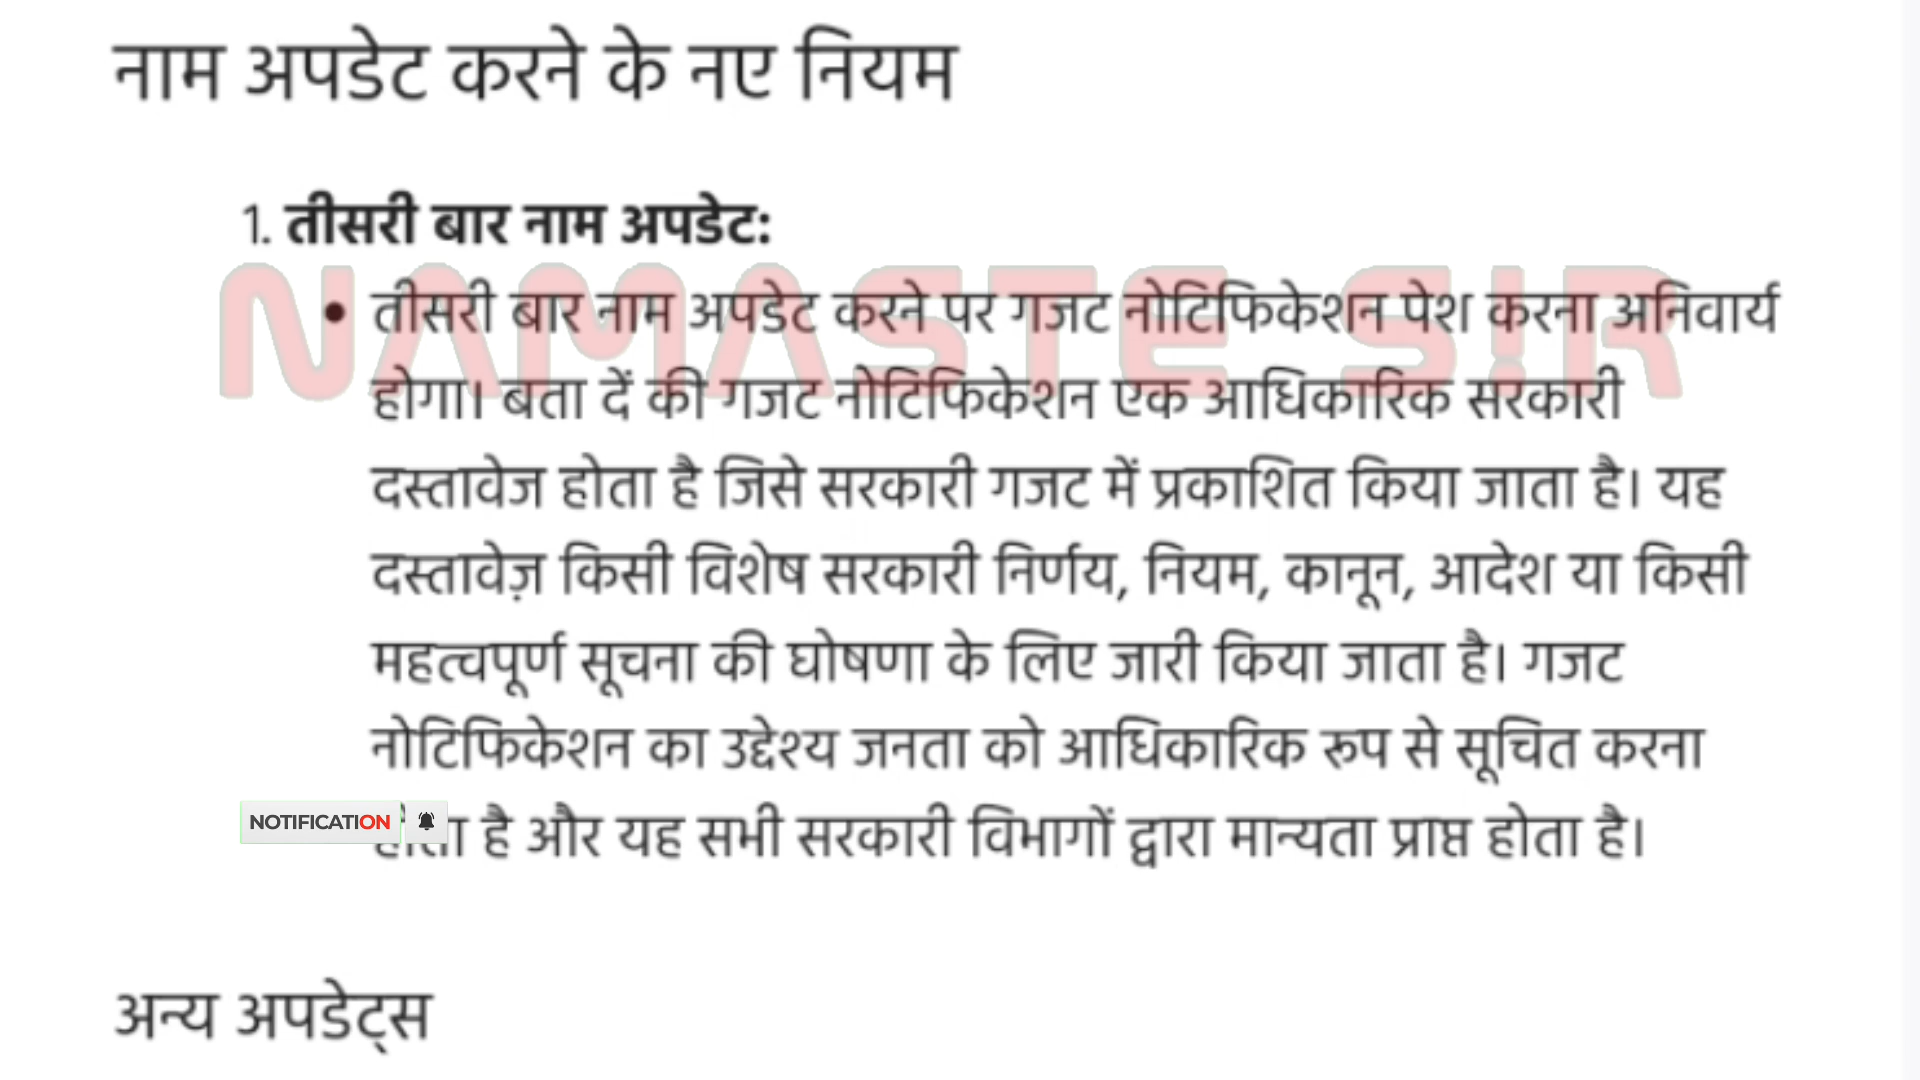 नाम अपडेट करने के नए नियम
1. तीसरी बार नाम अपडेट:
NAMASTE S!R
• तीसरी बार नाम अपडेट करने पर गजट नोटिफिकेशन पेश करना अनिवार्य
होगा। बता दें की गजट नोटिफिकेशन एक आधिकारिक सरकारी
दस्तावेज होता है जिसे सरकारी गजट में प्रकाशित किया जाता है। यह
दस्तावेज़ किसी विशेष सरकारी निर्णय, नियम, कानून, आदेश या किसी
महत्वपूर्ण सूचना की घोषणा के लिए जारी किया जाता है। गजट
नोटिफिकेशन का उद्देश्य जनता को आधिकारिक रूप से सूचित करना
NOTIFICATION
होता है और यह सभी सरकारी विभागों द्वारा मान्यता प्राप्त होता है।
अन्य अपडेट्स